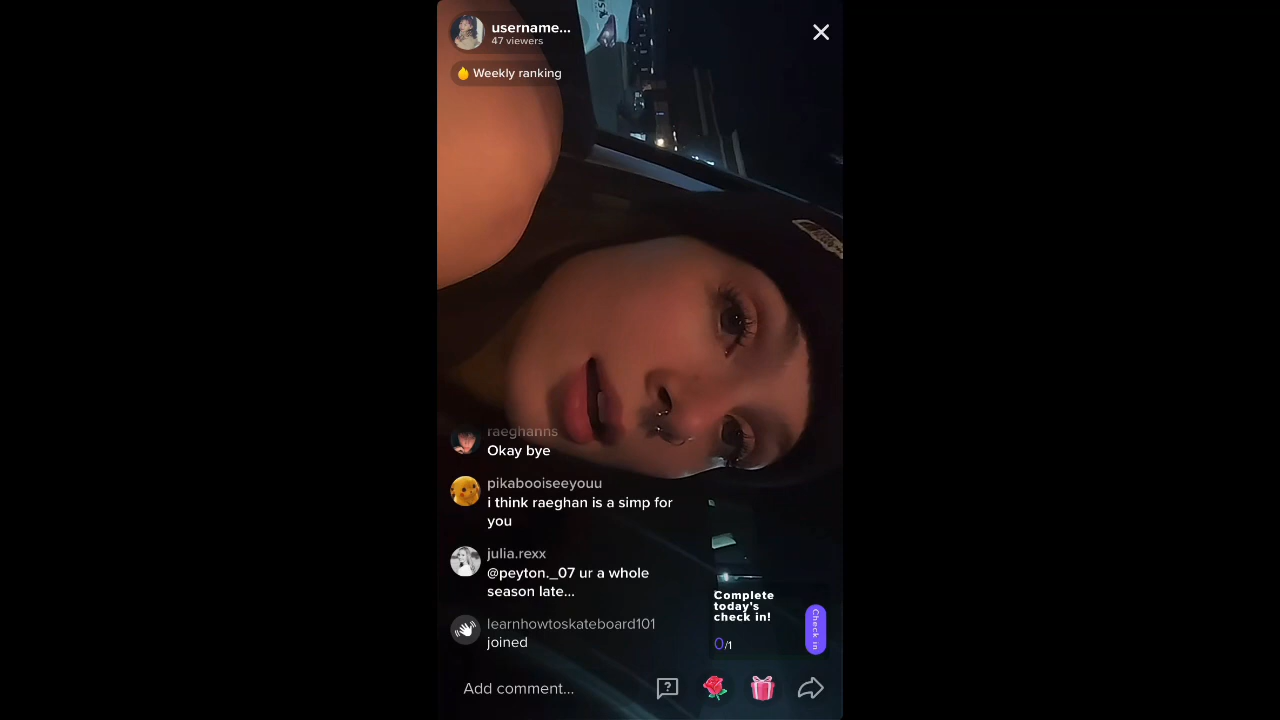 username...
47 viewers
Weekly ranking
raeghanns
Okay bye
pikabooiseeyouu
i think raeghan is a simp for
you
julia.rexx
@peyton._07 ur a whole
season late...
learnhowtoskateboard101
joined
Complete
today's
check in!
0/1
Check in
Add comment...